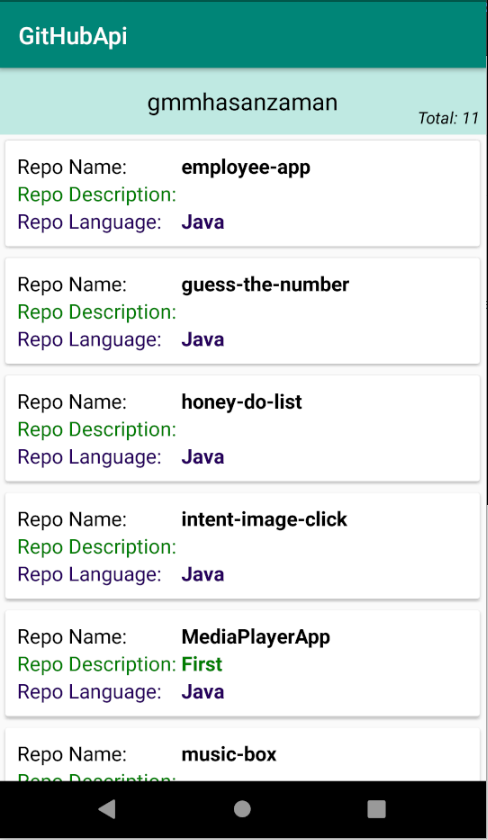 GitHubApi
gmmhasanzaman
Total: 11
Repo Name: employee-app
Repo Description:
Repo Language: Java
Repo Name: guess-the-number
Repo Description:
Repo Language: Java
Repo Name: honey-do-list
Repo Description:
Repo Language: Java
Repo Name: intent-image-click
Repo Description:
Repo Language: Java
Repo Name: MediaPlayerApp
Repo Description: First
Repo Language: Java
Repo Name: music-box
Repo Description: